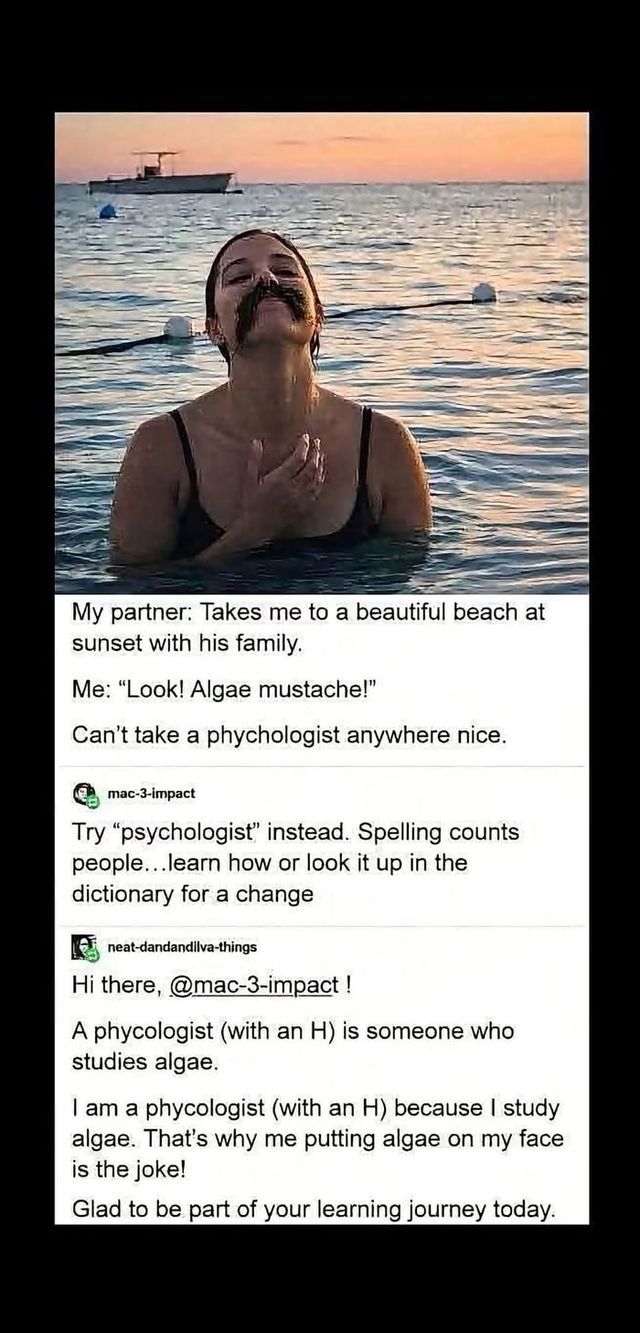 My partner: Takes me to a beautiful beach at
sunset with his family.
Me: “Look! Algae mustache!”
Can’t take a phychologist anywhere nice.
mac-3-impact
Try “psychologist” instead. Spelling counts
people...learn how or look it up in the
dictionary for a change
neat-dandandilva-things
Hi there, @mac-3-impact !
A phycologist (with an H) is someone who
studies algae.
I am a phycologist (with an H) because I study
algae. That’s why me putting algae on my face
is the joke!
Glad to be part of your learning journey today.